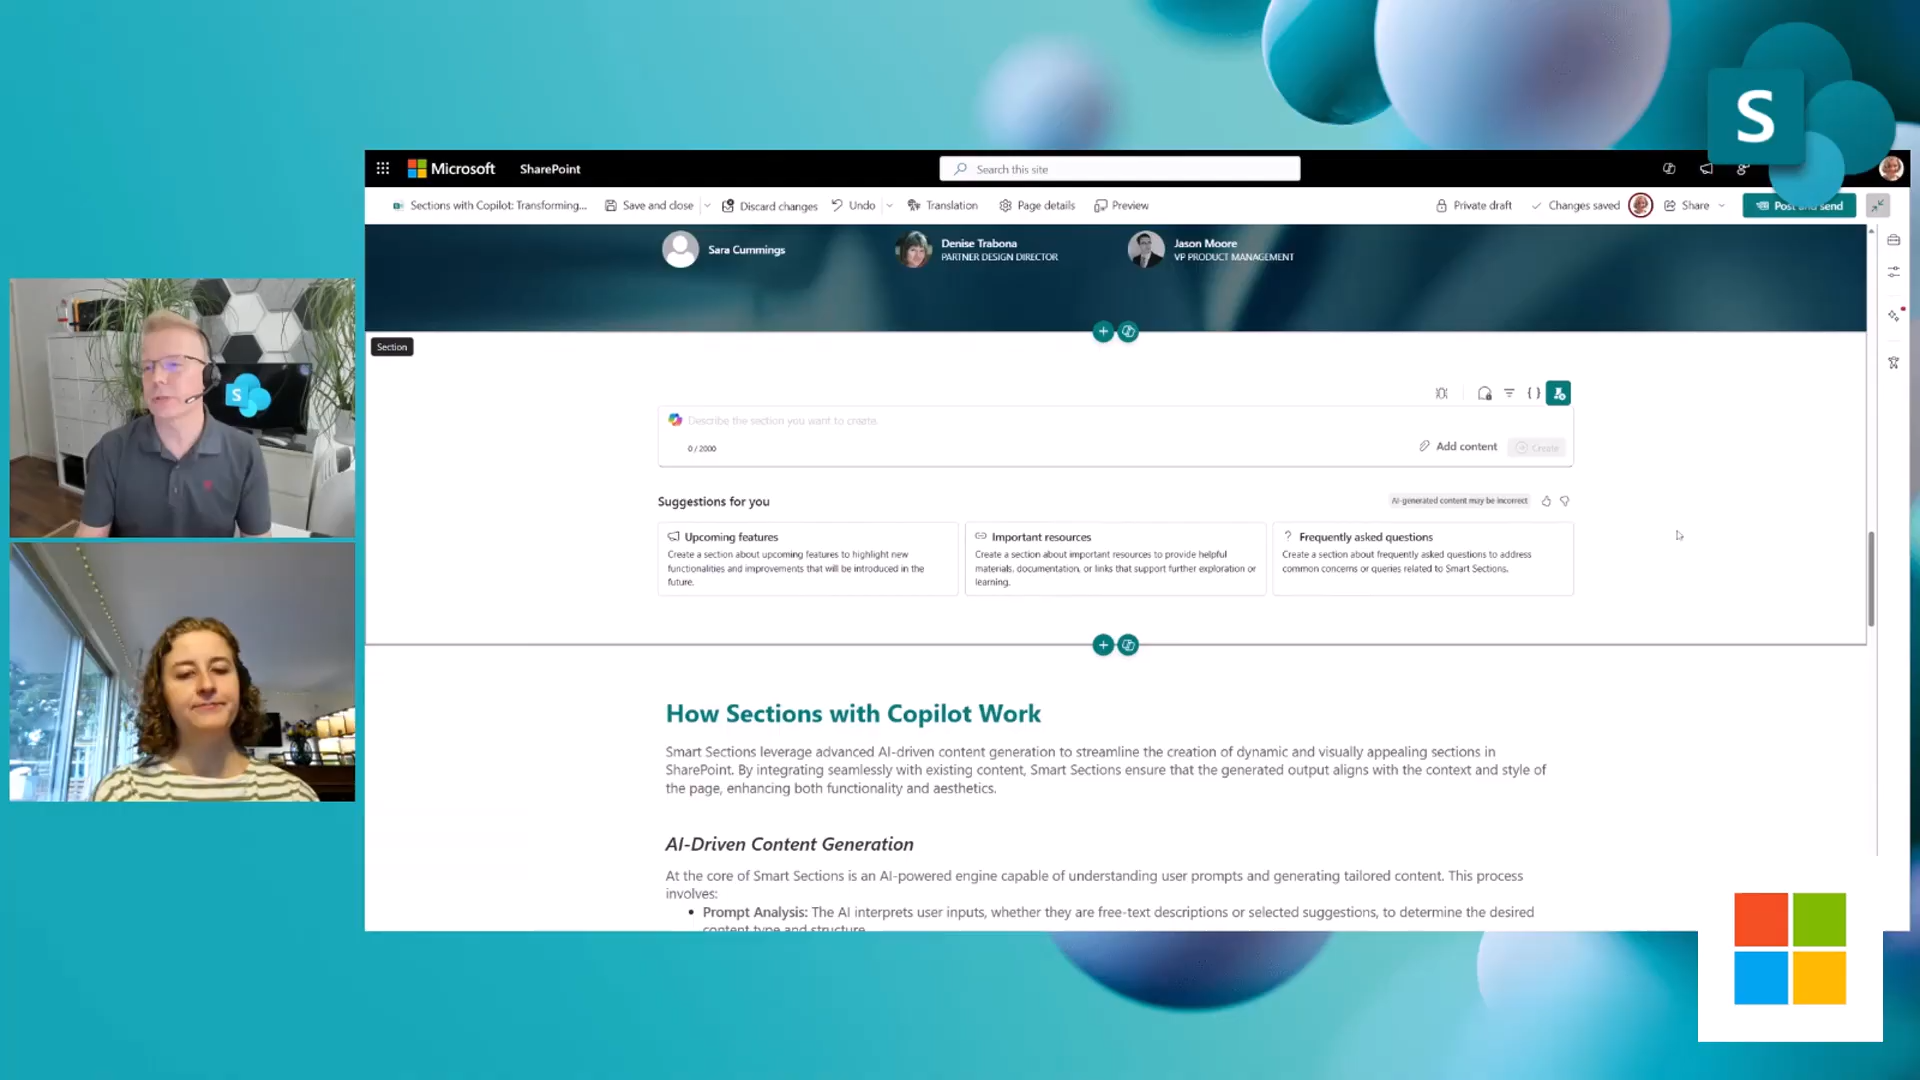 S
Microsoft SharePoint Search this site
Sections with Copilot: Transforming... Save and close Discard changes Undo Translation Page details Preview Private draft Changes saved Share Post and send
Sara Cummings
Denise Trabona
PARTNER DESIGN DIRECTOR
Jason Moore
VP PRODUCT MANAGEMENT
Section
S
Describe the section you want to create.
0 / 2000 Add content Create
Suggestions for you AI-generated content may be incorrect
Upcoming features
Create a section about upcoming features to highlight new
functionalities and improvements that will be introduced in the
future.
Important resources
Create a section about important resources to provide helpful
materials, documentation, or links that support further exploration or
learning.
? Frequently asked questions
Create a section about frequently asked questions to address
common concerns or queries related to Smart Sections.
How Sections with Copilot Work
Smart Sections leverage advanced AI-driven content generation to streamline the creation of dynamic and visually appealing sections in
SharePoint. By integrating seamlessly with existing content, Smart Sections ensure that the generated output aligns with the context and style of
the page, enhancing both functionality and aesthetics.
AI-Driven Content Generation
At the core of Smart Sections is an AI-powered engine capable of understanding user prompts and generating tailored content. This process
involves:
• Prompt Analysis: The AI interprets user inputs, whether they are free-text descriptions or selected suggestions, to determine the desired
content type and structure.